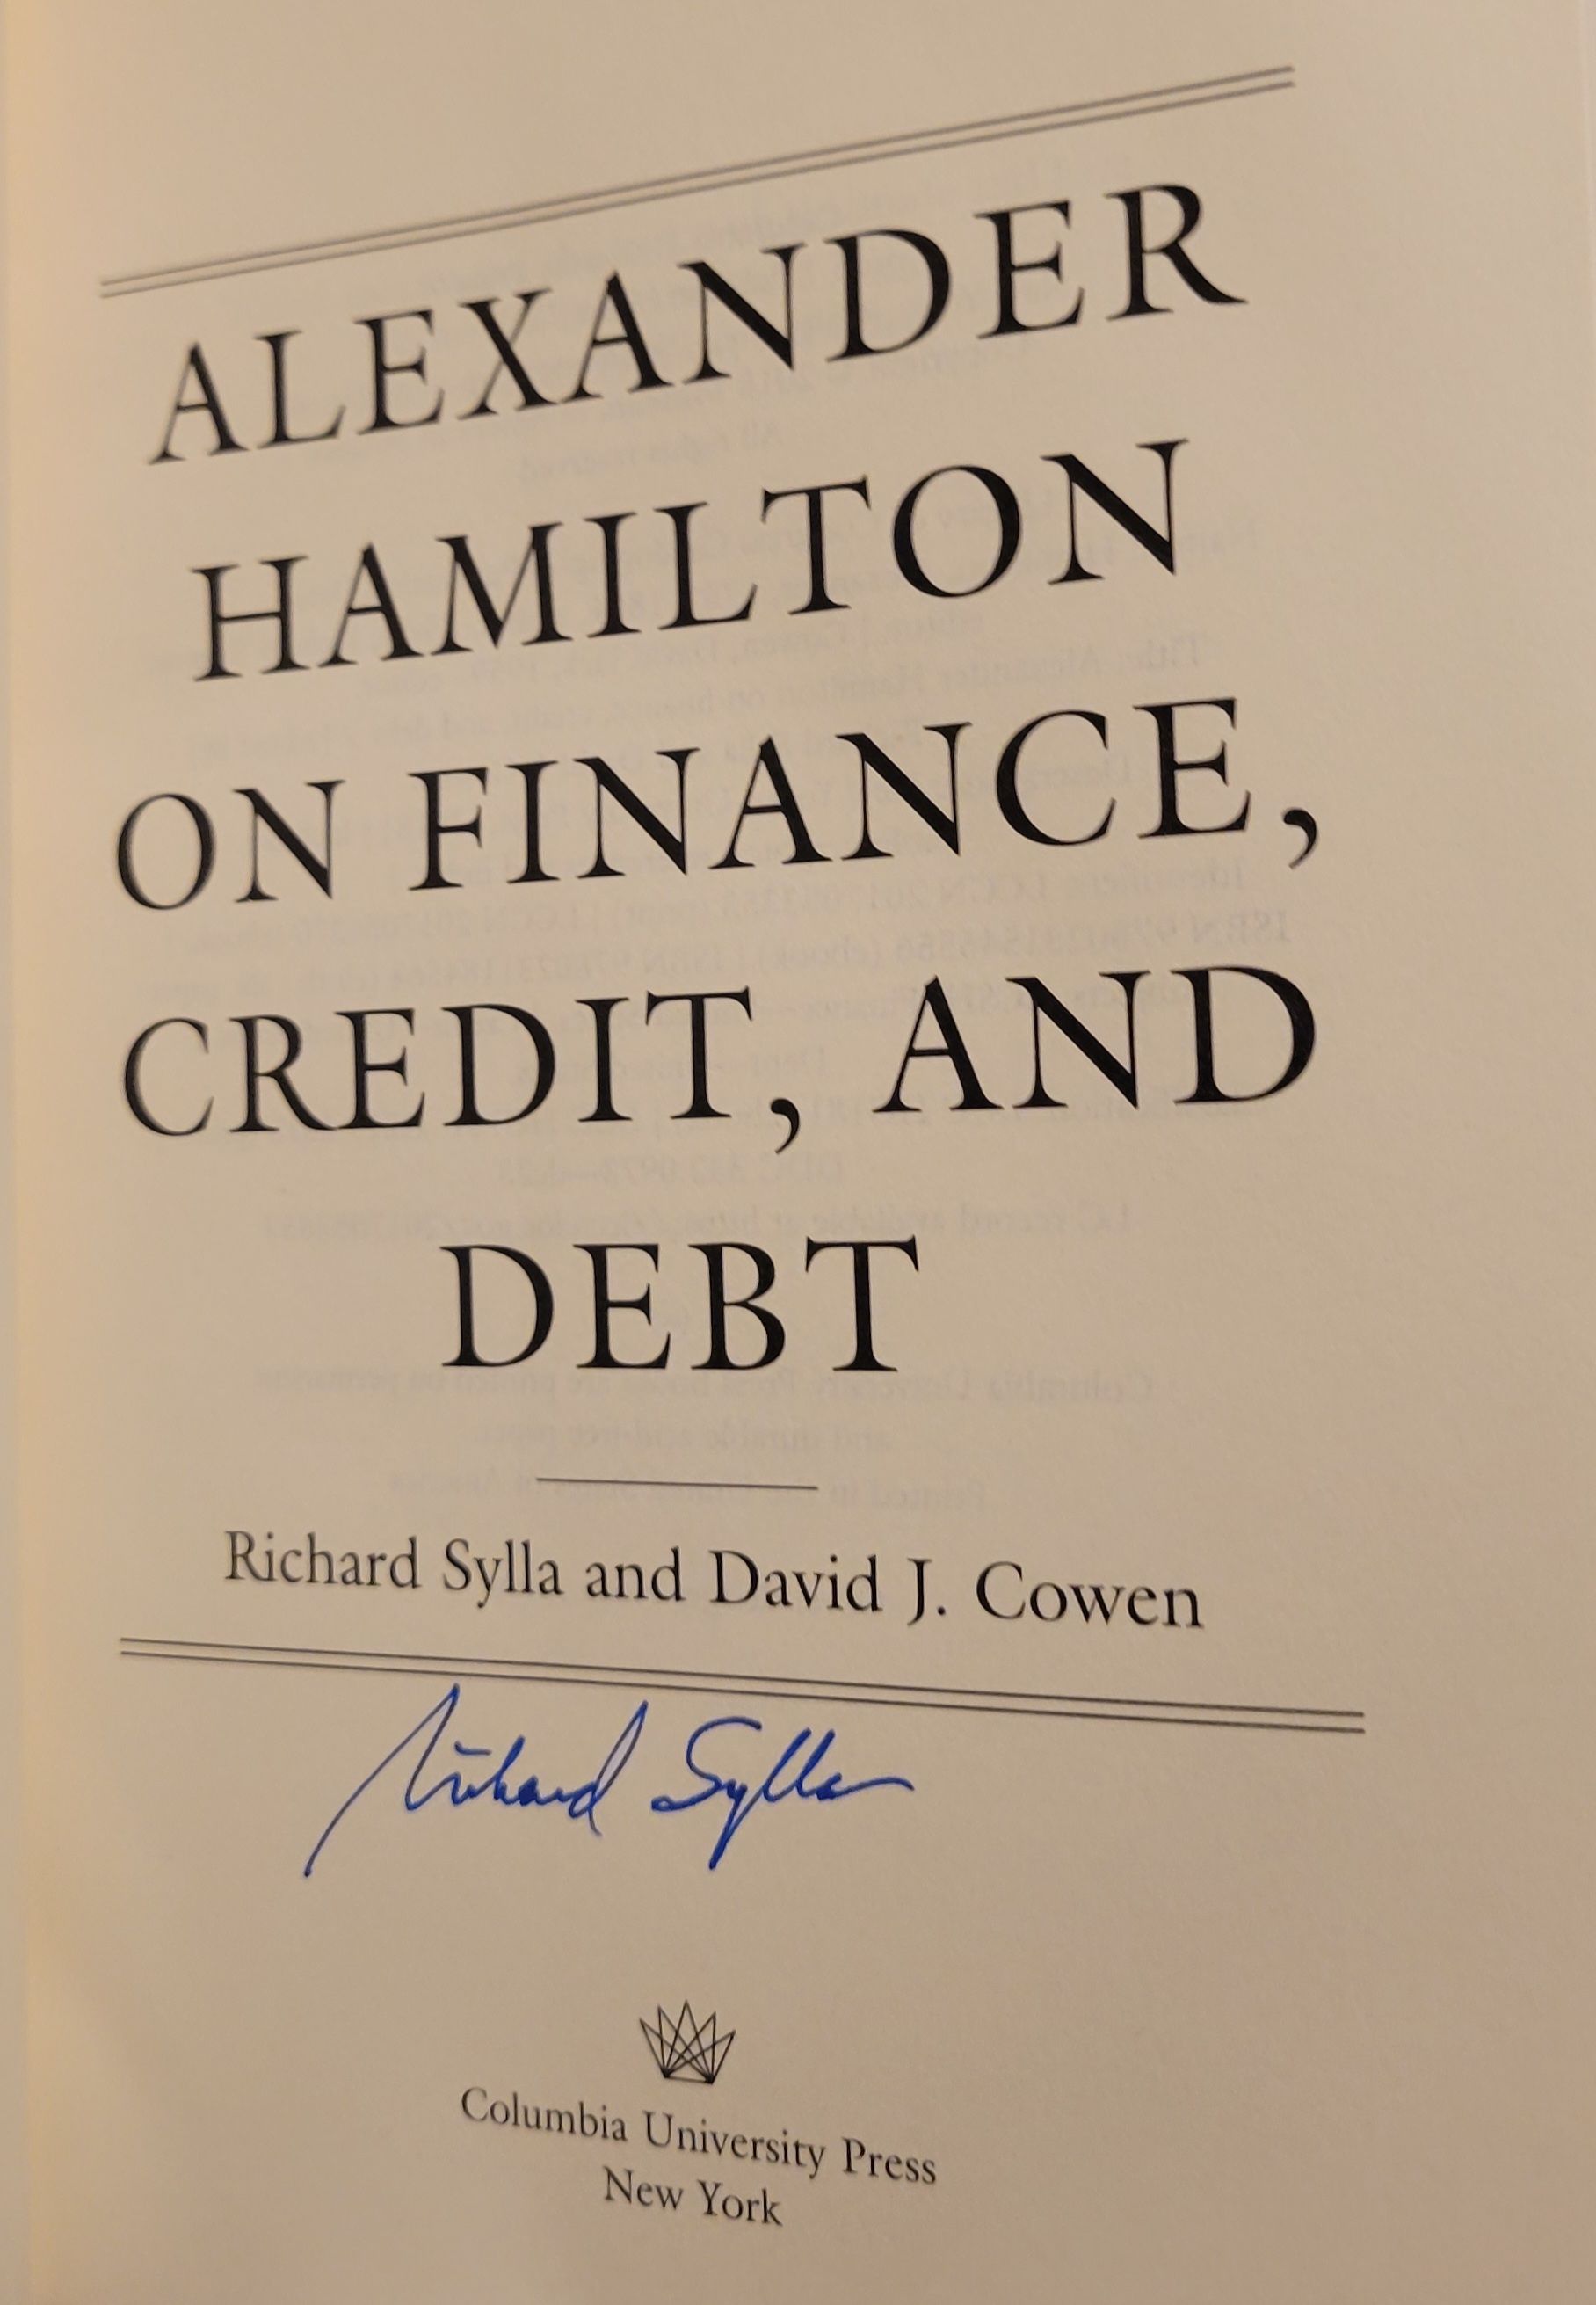 ALEXANDER
HAMILTON
ON FINANCE,
CREDIT, AND
DEBT
Richard Sylla and David J. Cowen
Richard Sylla
Columbia University Press
New York